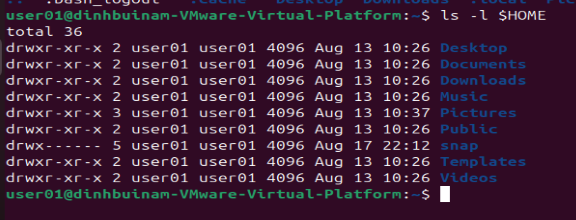 .. .bash_logout .cache Desktop Downloads .local
user01@dinhbuinam-VMware-Virtual-Platform:~$ ls -l $HOME
total 36
drwxr-xr-x 2 user01 user01 4096 Aug 13 10:26 Desktop
drwxr-xr-x 2 user01 user01 4096 Aug 13 10:26 Documents
drwxr-xr-x 2 user01 user01 4096 Aug 13 10:26 Downloads
drwxr-xr-x 2 user01 user01 4096 Aug 13 10:26 Music
drwxr-xr-x 3 user01 user01 4096 Aug 13 10:37 Pictures
drwxr-xr-x 2 user01 user01 4096 Aug 13 10:26 Public
drwx------ 5 user01 user01 4096 Aug 17 22:12 snap
drwxr-xr-x 2 user01 user01 4096 Aug 13 10:26 Templates
drwxr-xr-x 2 user01 user01 4096 Aug 13 10:26 Videos
user01@dinhbuinam-VMware-Virtual-Platform:~$